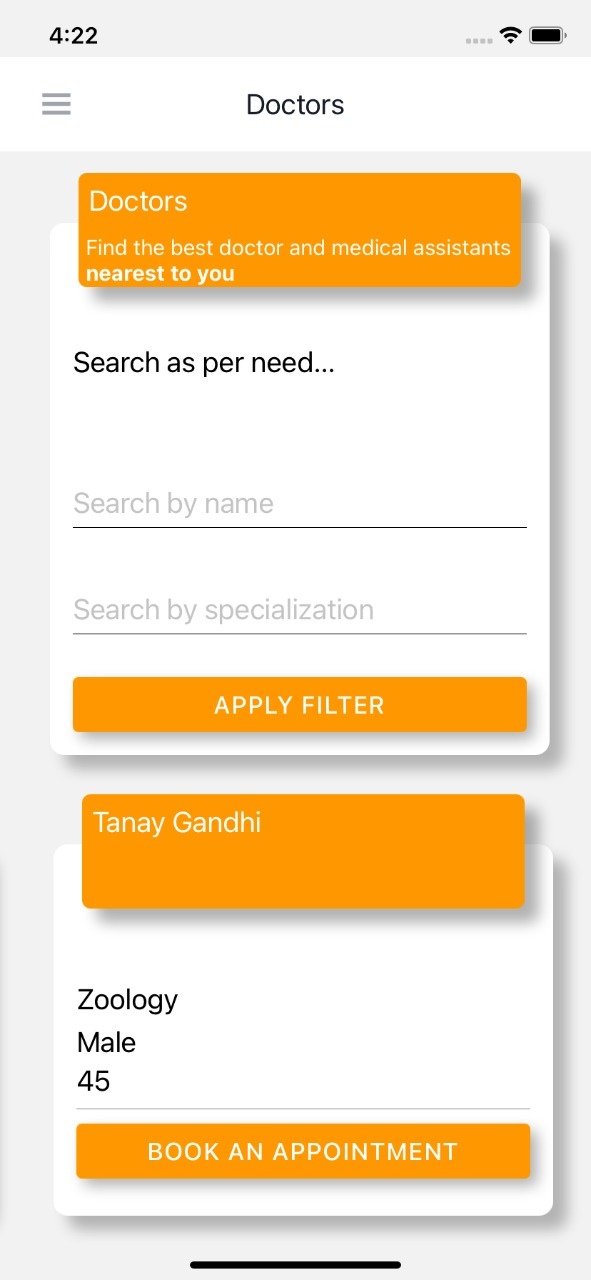 4:22
Doctors
Doctors
Find the best doctor and medical assistants
nearest to you
Search as per need...
Search by name
Search by specialization
APPLY FILTER
Tanay Gandhi
Zoology
Male
45
BOOK AN APPOINTMENT